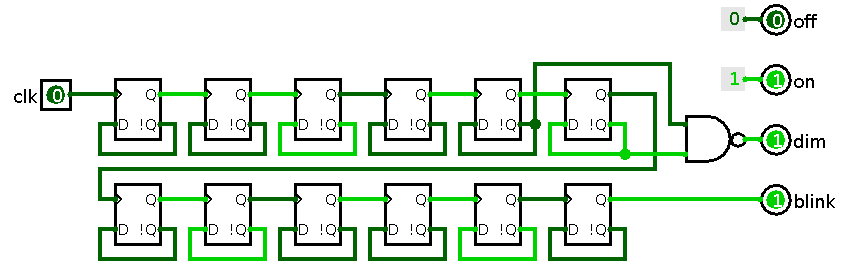 0 0 off
1 1 on
clk 0 Q Q Q Q Q Q
D !Q D !Q D !Q D !Q D !Q D !Q
1 dim
Q Q Q Q Q Q 1 blink
D !Q D !Q D !Q D !Q D !Q D !Q